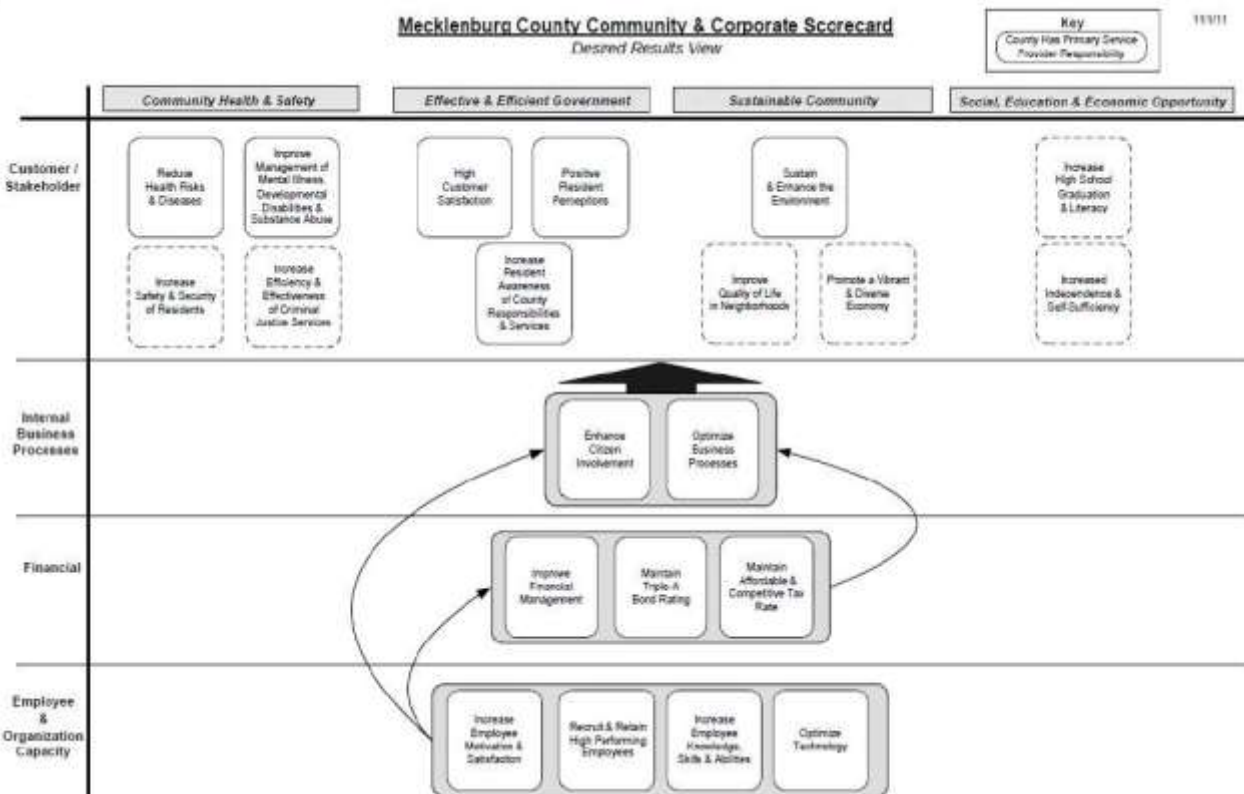 Mecklenburg County Community & Corporate Scorecard
Desired Results View
Key
County Has Primary Service
Provider Responsibility
Community Health & Safety
Effective & Efficient Government
Sustainable Community
Social, Education & Economic Opportunity
Customer /
Stakeholder
Reduse
Health Risks
& Diseases
Improve
Management of
Mental Illness,
Developmental
Disabilities &
Substance Abuse
High
Customer
Satisfaction
Positive
Resident
Perceptions
Sustain
& Enhance the
Environment
Increase
High School
Graduation
& Literacy
Increase
Safety & Security
of Residents
Increase
Efficiency &
Effectiveness
of Criminal
Justice Services
Increase
Resident
Awareness
of County
Responsibilities
& Services
Improve
Quality of Life
in Neighborhoods
Promote a Vibrant
& Diverse
Economy
Increased
Independence &
Self-Sufficiency
Internal
Business
Processes
Enhance
Citizen
Involvement
Optimize
Business
Processes
Financial
Improve
Financial
Management
Maintain
Triple-A
Bond Rating
Maintain
Affordable &
Competitive Tax
Rate
Employee
&
Organization
Capacity
Increase
Employee
Motivation &
Satisfaction
Recruit & Retain
High Performing
Employees
Increase
Employee
Knowledge,
Skills & Abilities
Optimize
Technology